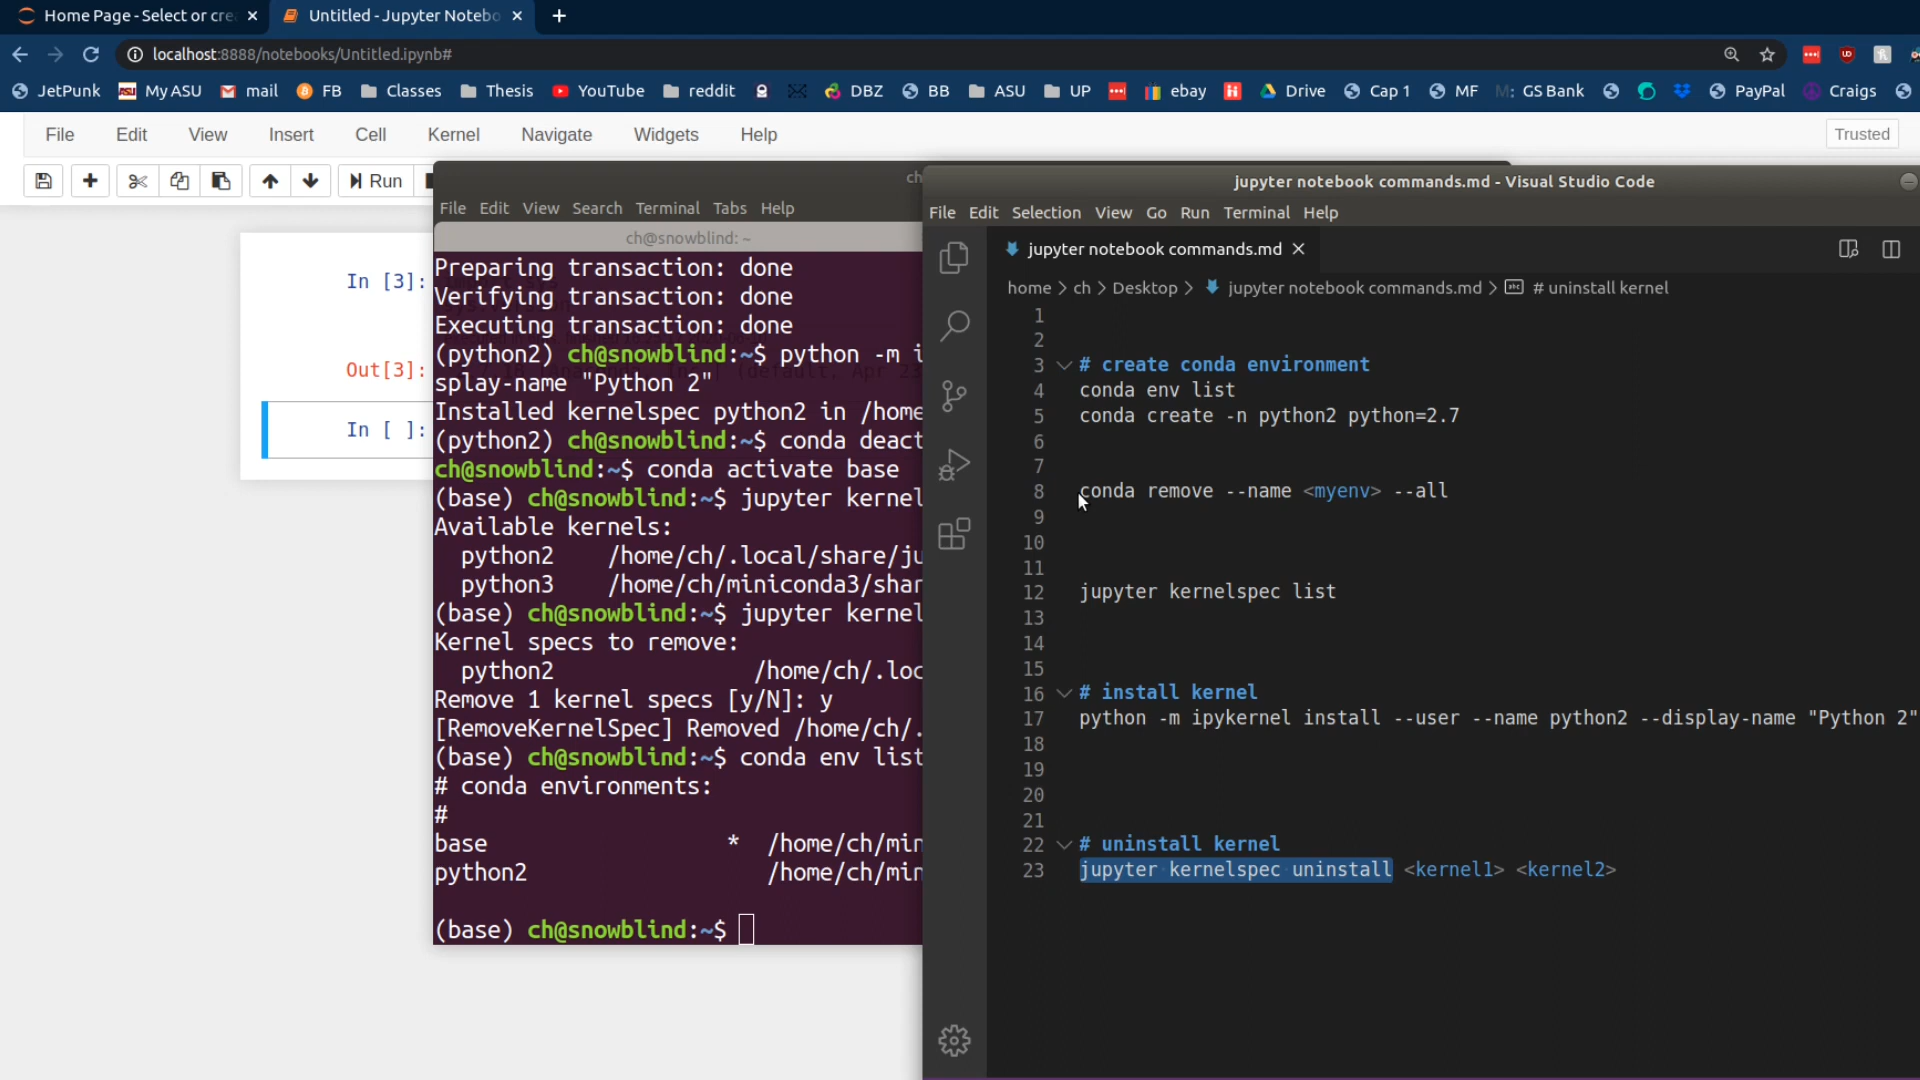 Home Page - Select or cre
Untitled - Jupyter Notebo
localhost:8888/notebooks/Untitled.ipynb#
JetPunk
My ASU
mail
FB
Classes
Thesis
YouTube
reddit
DBZ
BB
ASU
UP
ebay
Drive
Cap 1
MF
GS Bank
PayPal
Craigs
File Edit View Insert Cell Kernel Navigate Widgets Help
Trusted
Run
In [3]:
Out[3]:
In [ ]:
ch
File Edit View Search Terminal Tabs Help
ch@snowblind: ~
Preparing transaction: done
Verifying transaction: done
Executing transaction: done
(python2) ch@snowblind:~$ python -m i
splay-name "Python 2"
Installed kernelspec python2 in /home
(python2) ch@snowblind:~$ conda deact
ch@snowblind:~$ conda activate base
(base) ch@snowblind:~$ jupyter kernel
Available kernels:
python2 /home/ch/.local/share/ju
python3 /home/ch/miniconda3/shar
(base) ch@snowblind:~$ jupyter kernel
Kernel specs to remove:
python2 /home/ch/.loc
Remove 1 kernel specs [y/N]: y
[RemoveKernelSpec] Removed /home/ch/.
(base) ch@snowblind:~$ conda env list
# conda environments:
#
base * /home/ch/min
python2 /home/ch/min
(base) ch@snowblind:~$
jupyter notebook commands.md - Visual Studio Code
File Edit Selection View Go Run Terminal Help
jupyter notebook commands.md
home > ch > Desktop > jupyter notebook commands.md > # uninstall kernel
1
2
3 # create conda environment
4 conda env list
5 conda create -n python2 python=2.7
6
7
8 conda remove --name <myenv> --all
9
10
11
12 jupyter kernelspec list
13
14
15
16 # install kernel
17 python -m ipykernel install --user --name python2 --display-name "Python 2"
18
19
20
21
22 # uninstall kernel
23 jupyter kernelspec uninstall <kernel1> <kernel2>